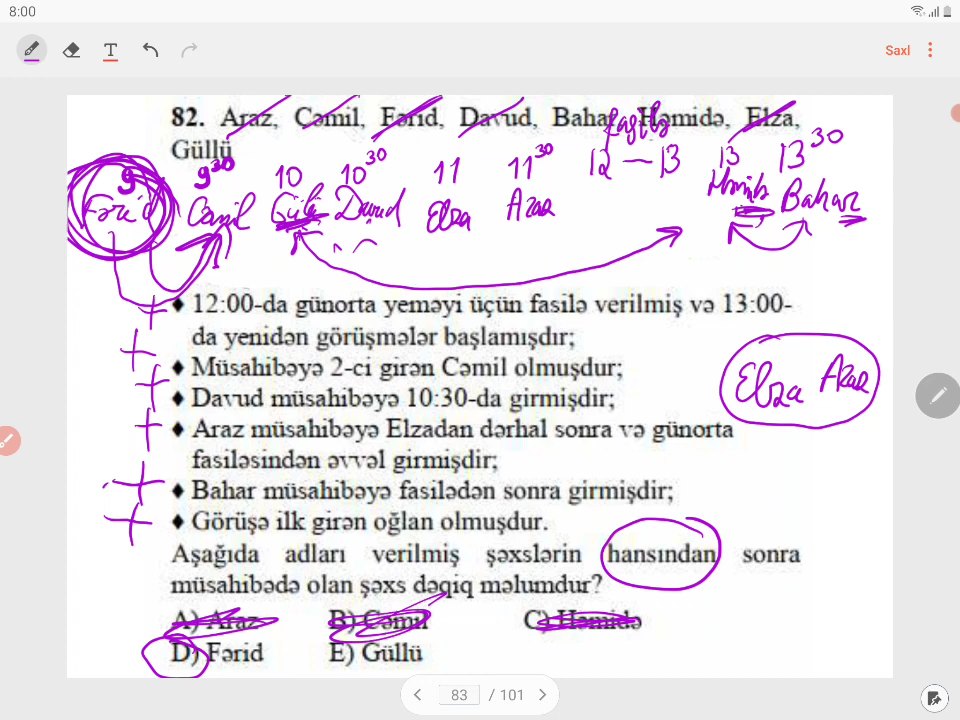 8:00
T
Saxl
82. Araz, Cəmil, Fərid, Davud, Bahar, Həmidə, Elza,
Güllü
fasilə
9 9³⁰ 10 10³⁰ 11 11³⁰ 12 — 13 13 13³⁰
Fərid Cəmil Davud Elza Araz Bahar
♦ 12:00-da günorta yeməyi üçün fasilə verilmiş və 13:00-
da yenidən görüşmələr başlamışdır;
♦ Müsahibəyə 2-ci girən Cəmil olmuşdur;
♦ Davud müsahibəyə 10:30-da girmişdir;
Elza Araz
♦ Araz müsahibəyə Elzadan dərhal sonra və günorta
fasiləsindən əvvəl girmişdir;
♦ Bahar müsahibəyə fasilədən sonra girmişdir;
♦ Görüşə ilk girən oğlan olmuşdur.
Aşağıda adları verilmiş şəxslərin hansından sonra
müsahibədə olan şəxs dəqiq məlumdur?
A) Araz B) Cəmil C) Həmidə
D) Fərid E) Güllü
83 / 101